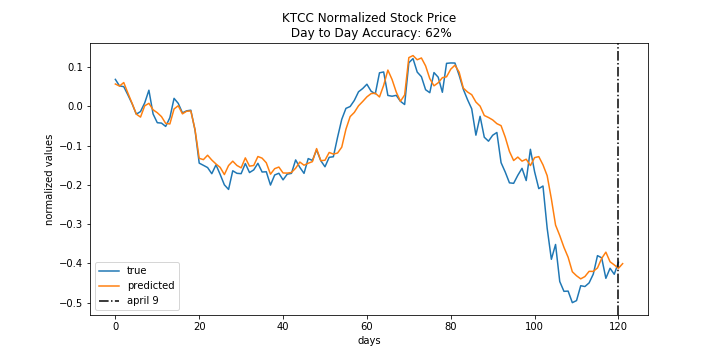 KTCC Normalized Stock Price
Day to Day Accuracy: 62%
normalized values
0.1
0.0
−0.1
−0.2
−0.3
−0.4
−0.5
true
predicted
april 9
0 20 40 60 80 100 120
days